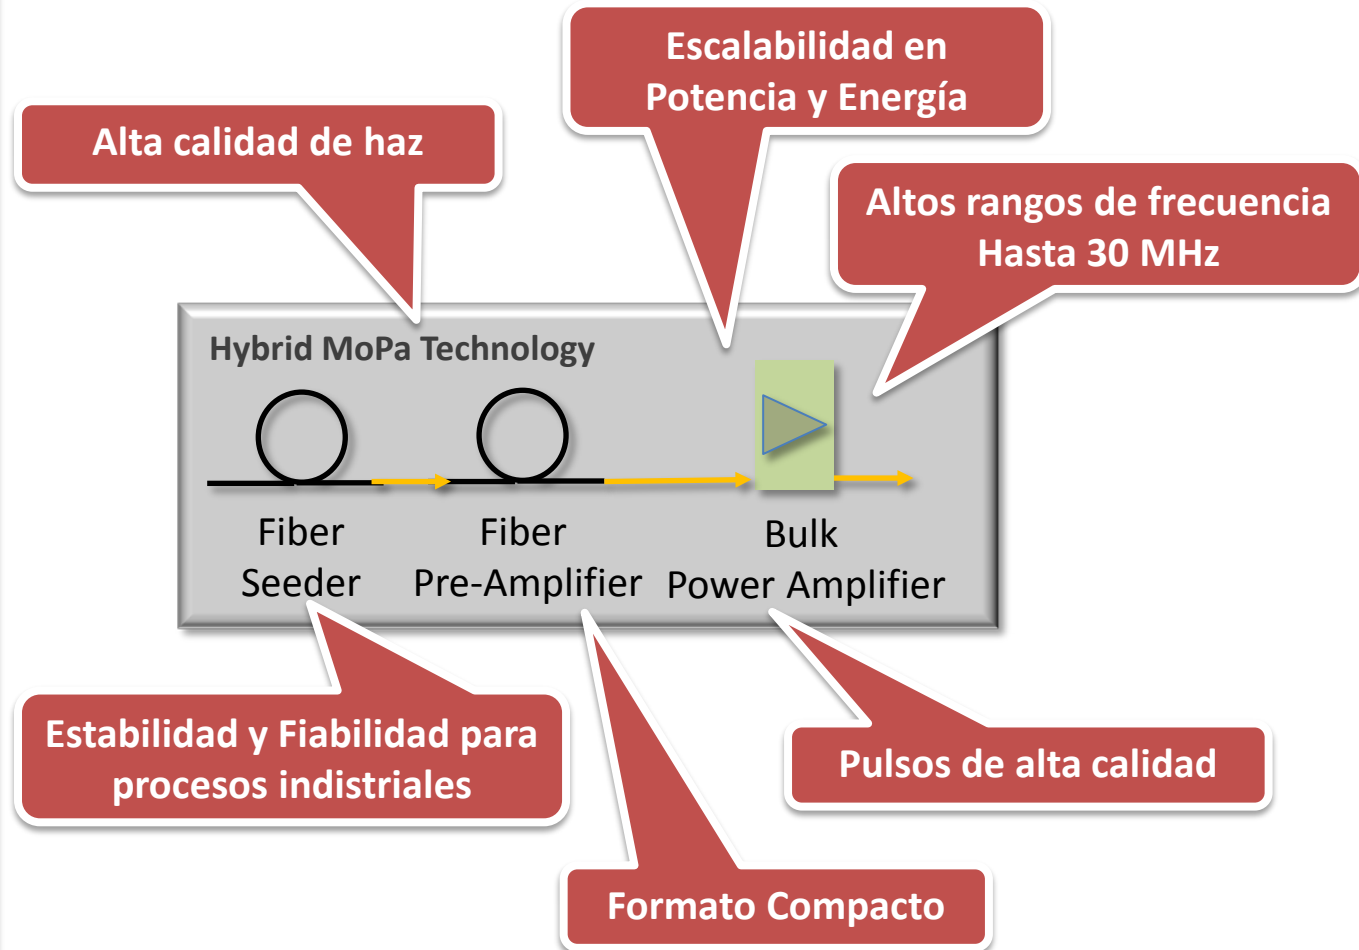 Escalabilidad en
Potencia y Energía
Alta calidad de haz
Altos rangos de frecuencia
Hasta 30 MHz
Hybrid MoPa Technology
Fiber
Seeder
Fiber
Pre-Amplifier
Bulk
Power Amplifier
Estabilidad y Fiabilidad para
procesos indistriales
Pulsos de alta calidad
Formato Compacto